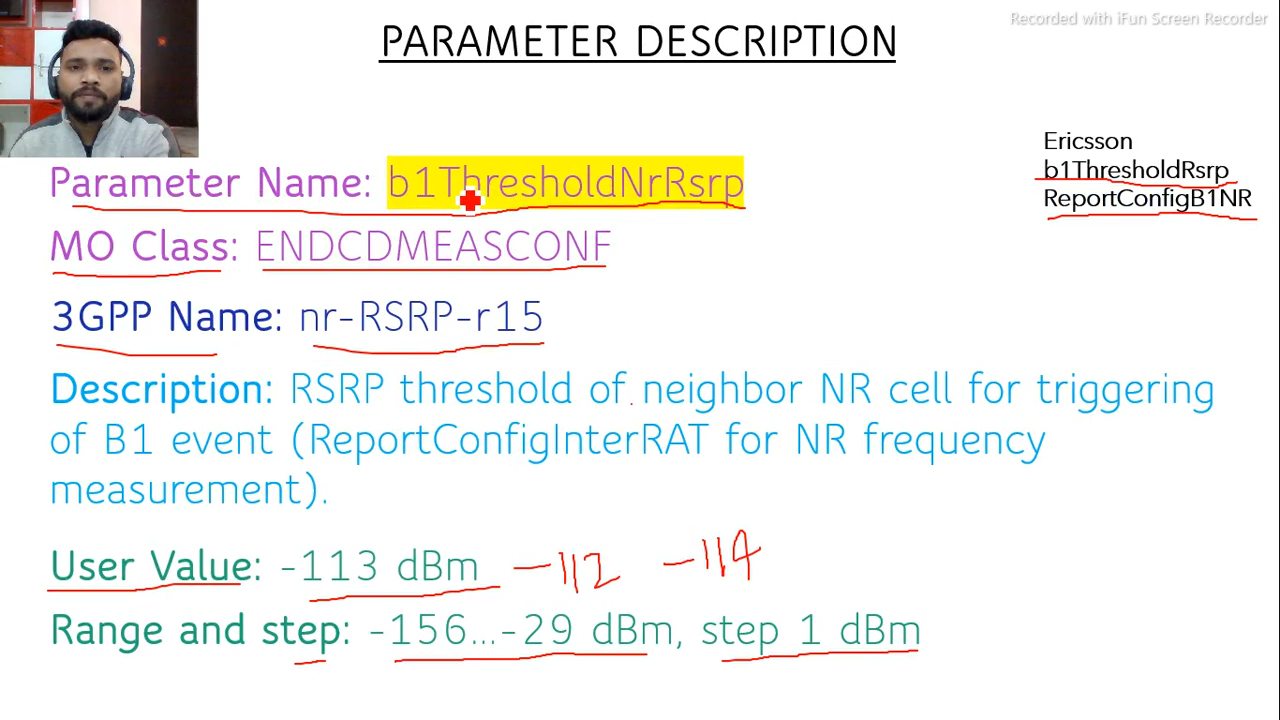 Recorded with iFun Screen Recorder
PARAMETER DESCRIPTION
Ericsson
b1ThresholdRsrp
ReportConfigB1NR
Parameter Name: b1ThresholdNrRsrp
MO Class: ENDCDMEASCONF
3GPP Name: nr-RSRP-r15
Description: RSRP threshold of neighbor NR cell for triggering
of B1 event (ReportConfigInterRAT for NR frequency
measurement).
User Value: -113 dBm -112 -114
Range and step: -156...-29 dBm, step 1 dBm